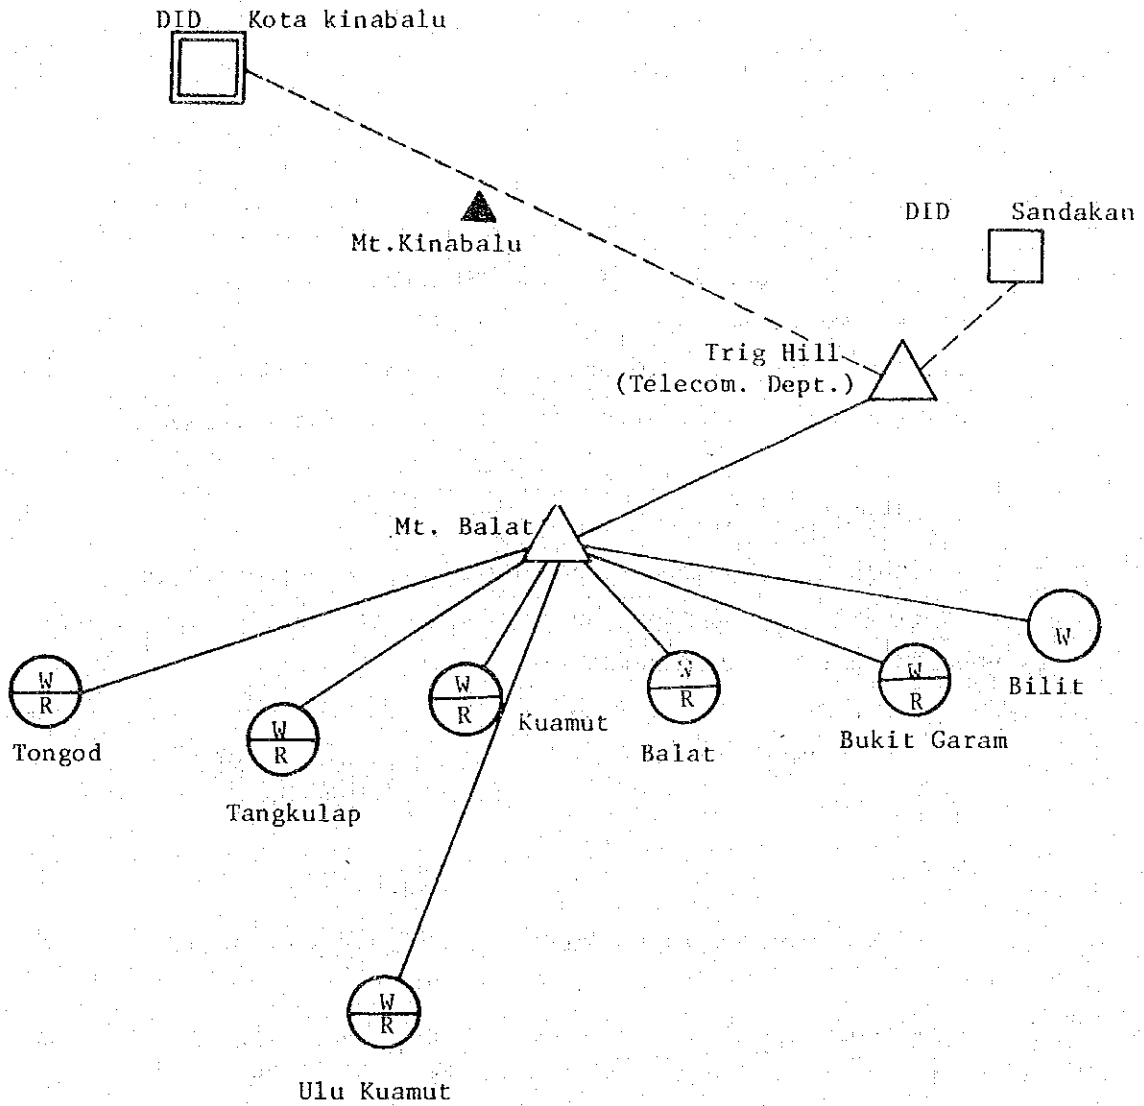 DID Kota kinabalu
Mt.Kinabalu
DID Sandakan
Trig Hill
(Telecom. Dept.)
Mt. Balat
W
R
Tongod
W
R
Tangkulap
W
R
Kuamut
W
R
Balat
W
R
Bukit Garam
W
Bilit
W
R
Ulu Kuamut